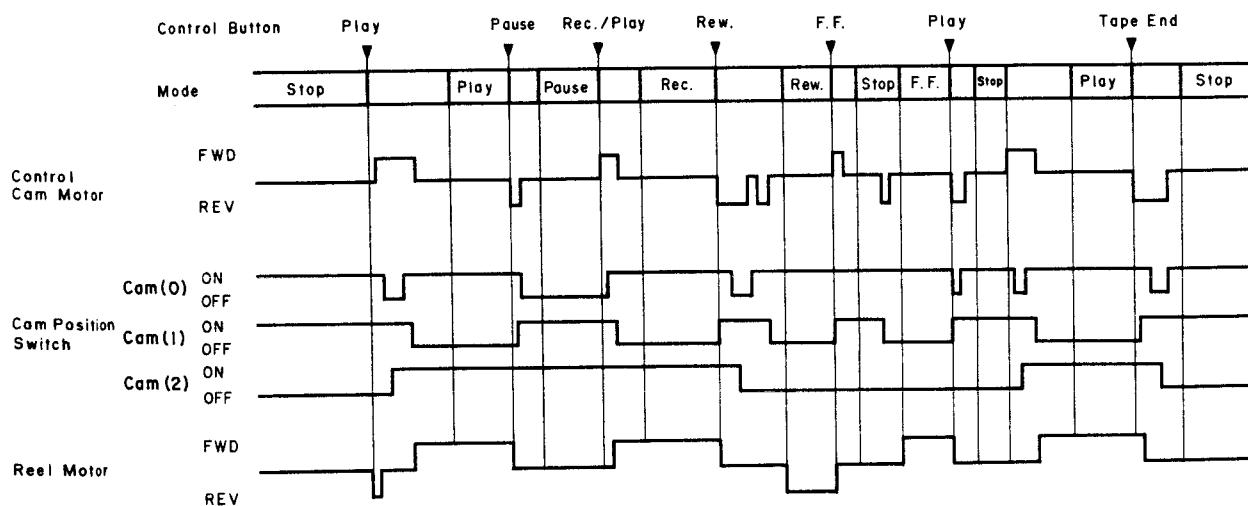 Control Button Play Pause Rec./Play Rew. F.F. Play Tape End
Mode Stop Play Pause Rec. Rew. Stop F.F. Stop Play Stop
FWD
Control
Cam Motor
REV
ON
Cam(0)
OFF
Cam Position
Switch
ON
Cam(1)
OFF
ON
Cam(2)
OFF
FWD
Reel Motor
REV